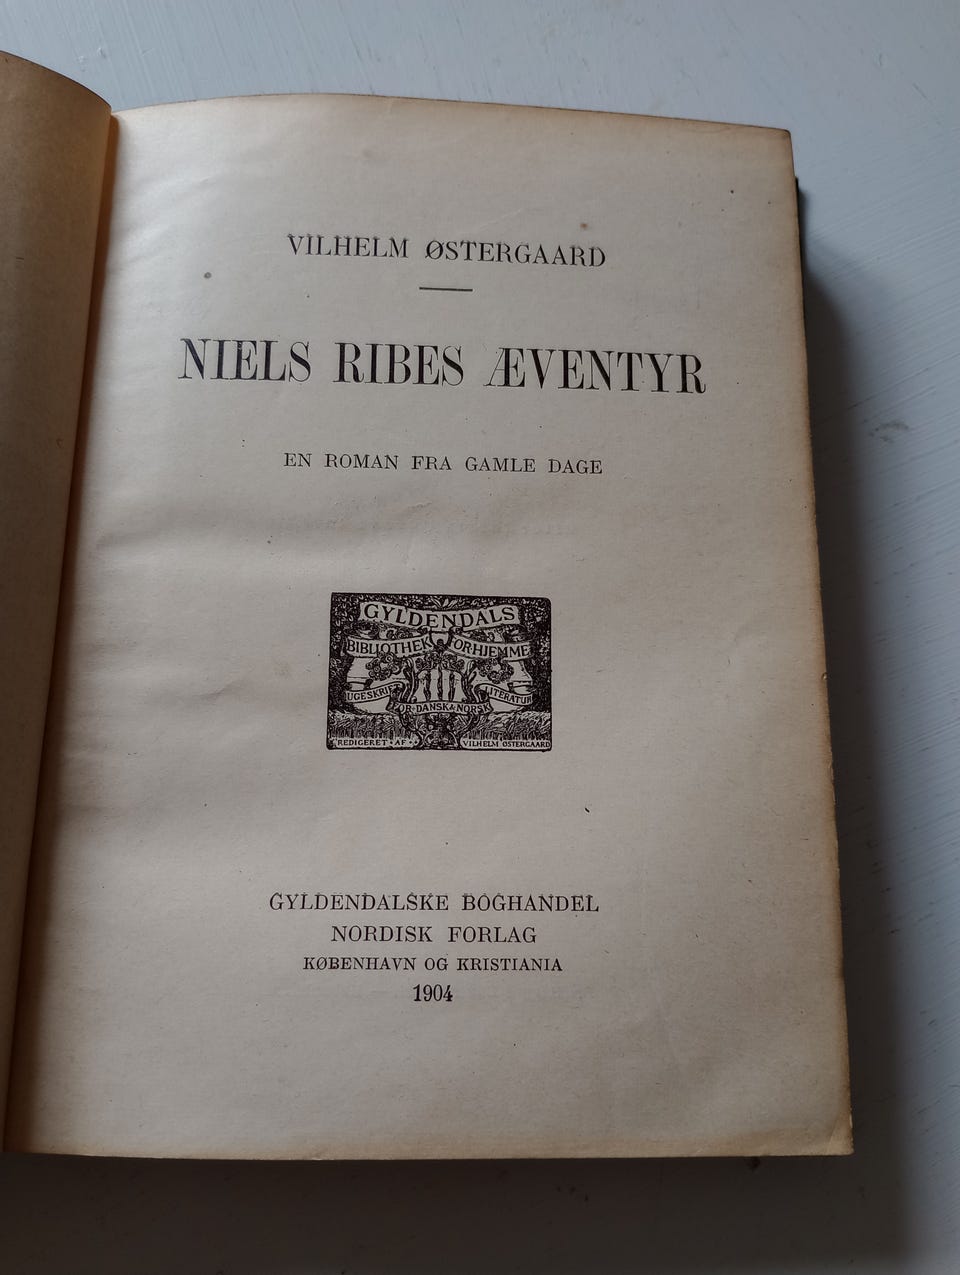 VILHELM ØSTERGAARD
NIELS RIBES ÆVENTYR
EN ROMAN FRA GAMLE DAGE
GYLDENDALS
BIBLIOTHEK FOR HJEMMET
UGESKRIFT FOR DANSK & NORSK LITERATUR
REDIGERET AF VILHELM ØSTERGAARD
GYLDENDALSKE BOGHANDEL
NORDISK FORLAG
KØBENHAVN OG KRISTIANIA
1904